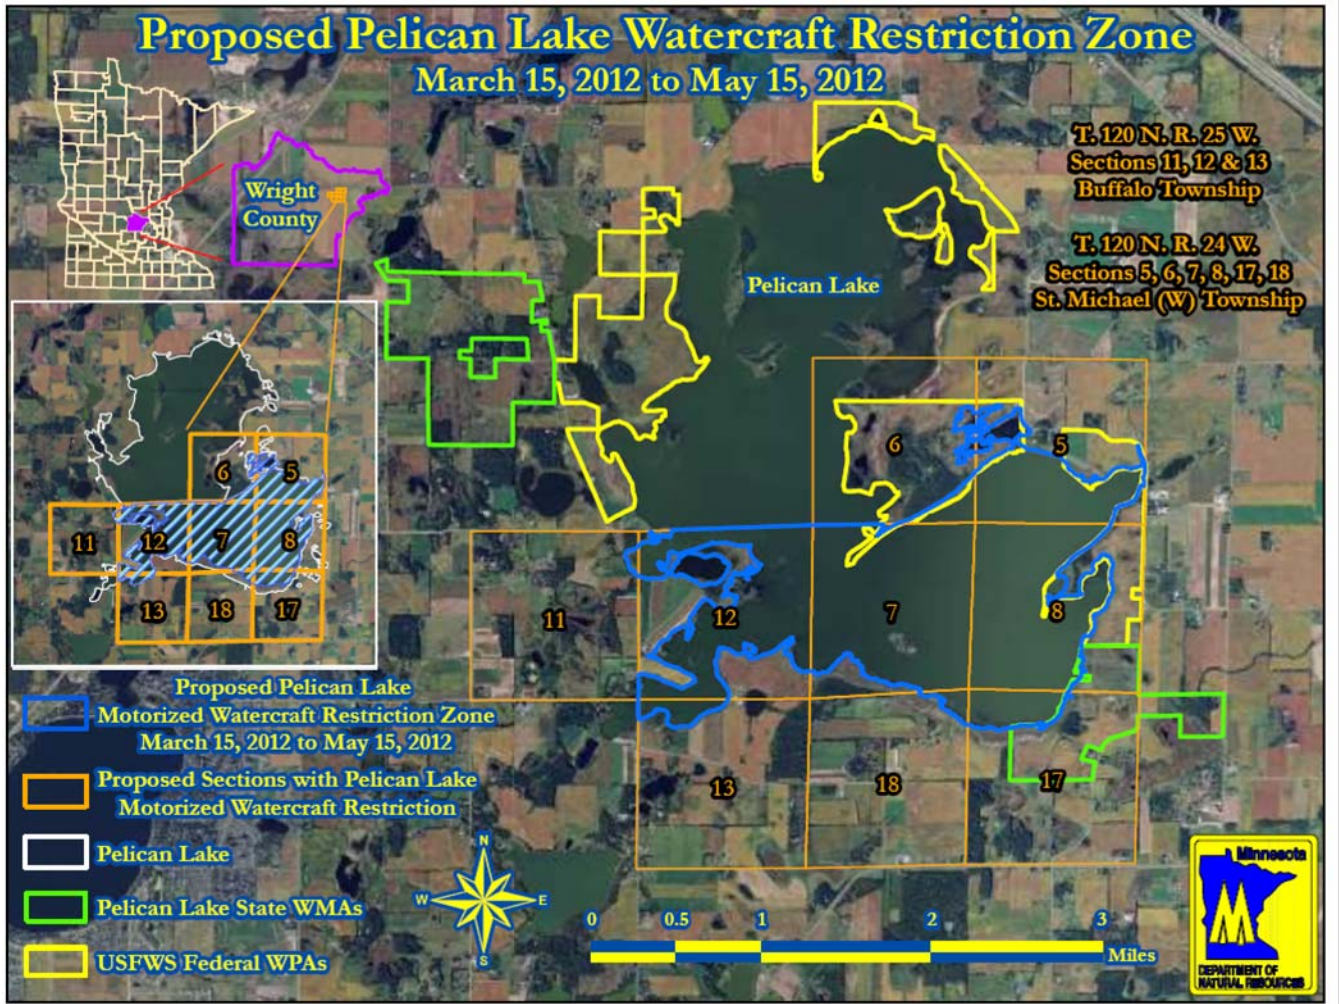 Proposed Pelican Lake Watercraft Restriction Zone
March 15, 2012 to May 15, 2012
T. 120 N. R. 25 W.
Sections 11, 12 & 13
Buffalo Township
T. 120 N. R. 24 W.
Sections 5, 6, 7, 8, 17, 18
St. Michael (W) Township
Wright
County
Pelican Lake
6
5
11
12
7
8
13
18
17
6
5
11
12
7
8
13
18
17
Proposed Pelican Lake
Motorized Watercraft Restriction Zone
March 15, 2012 to May 15, 2012
Proposed Sections with Pelican Lake
Motorized Watercraft Restriction
Pelican Lake
Pelican Lake State WMAs
USFWS Federal WPAs
N
W
E
S
0
0.5
1
2
3
Miles
Minnesota
DEPARTMENT OF
NATURAL RESOURCES